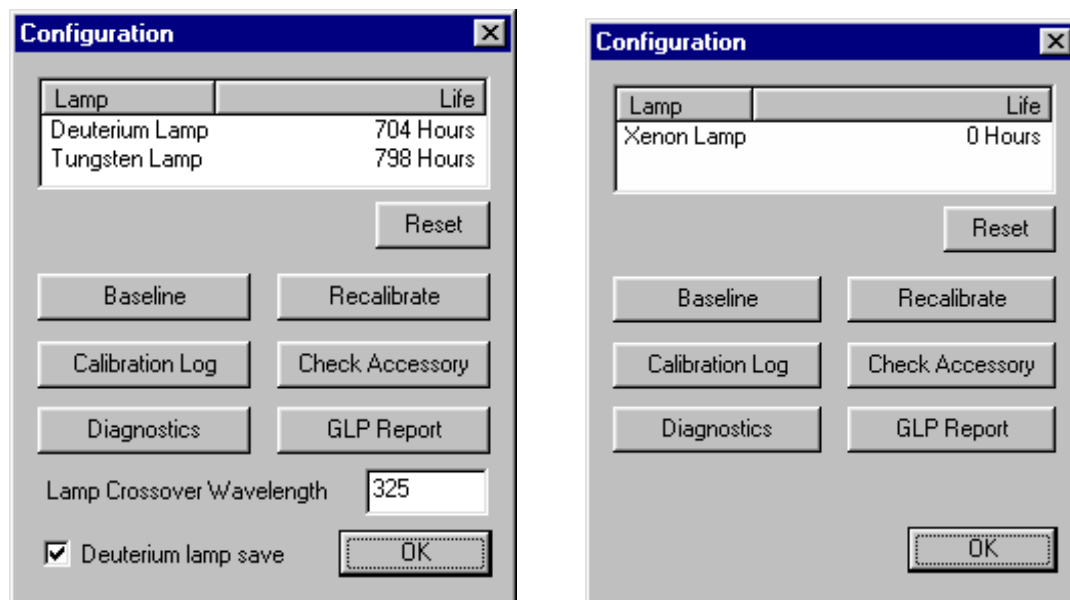 Configuration
Lamp Life
Deuterium Lamp 704 Hours
Tungsten Lamp 798 Hours
Reset
Baseline Recalibrate
Calibration Log Check Accessory
Diagnostics GLP Report
Lamp Crossover Wavelength 325
Deuterium lamp save OK
Configuration
Lamp Life
Xenon Lamp 0 Hours
Reset
Baseline Recalibrate
Calibration Log Check Accessory
Diagnostics GLP Report
OK